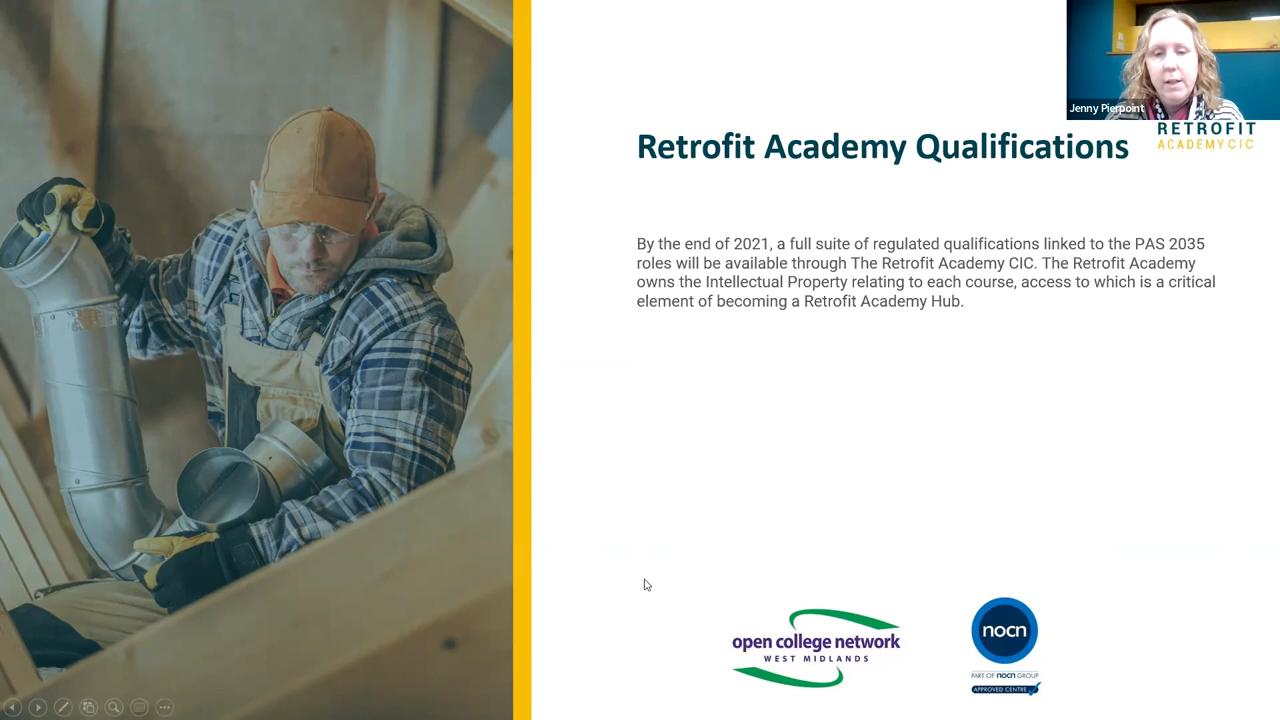 Jenny Pierpoint
RETROFIT
ACADEMY CIC
Retrofit Academy Qualifications
By the end of 2021, a full suite of regulated qualifications linked to the PAS 2035
roles will be available through The Retrofit Academy CIC. The Retrofit Academy
owns the Intellectual Property relating to each course, access to which is a critical
element of becoming a Retrofit Academy Hub.
open college network
WEST MIDLANDS
nocn
PART OF nocn GROUP
APPROVED CENTRE